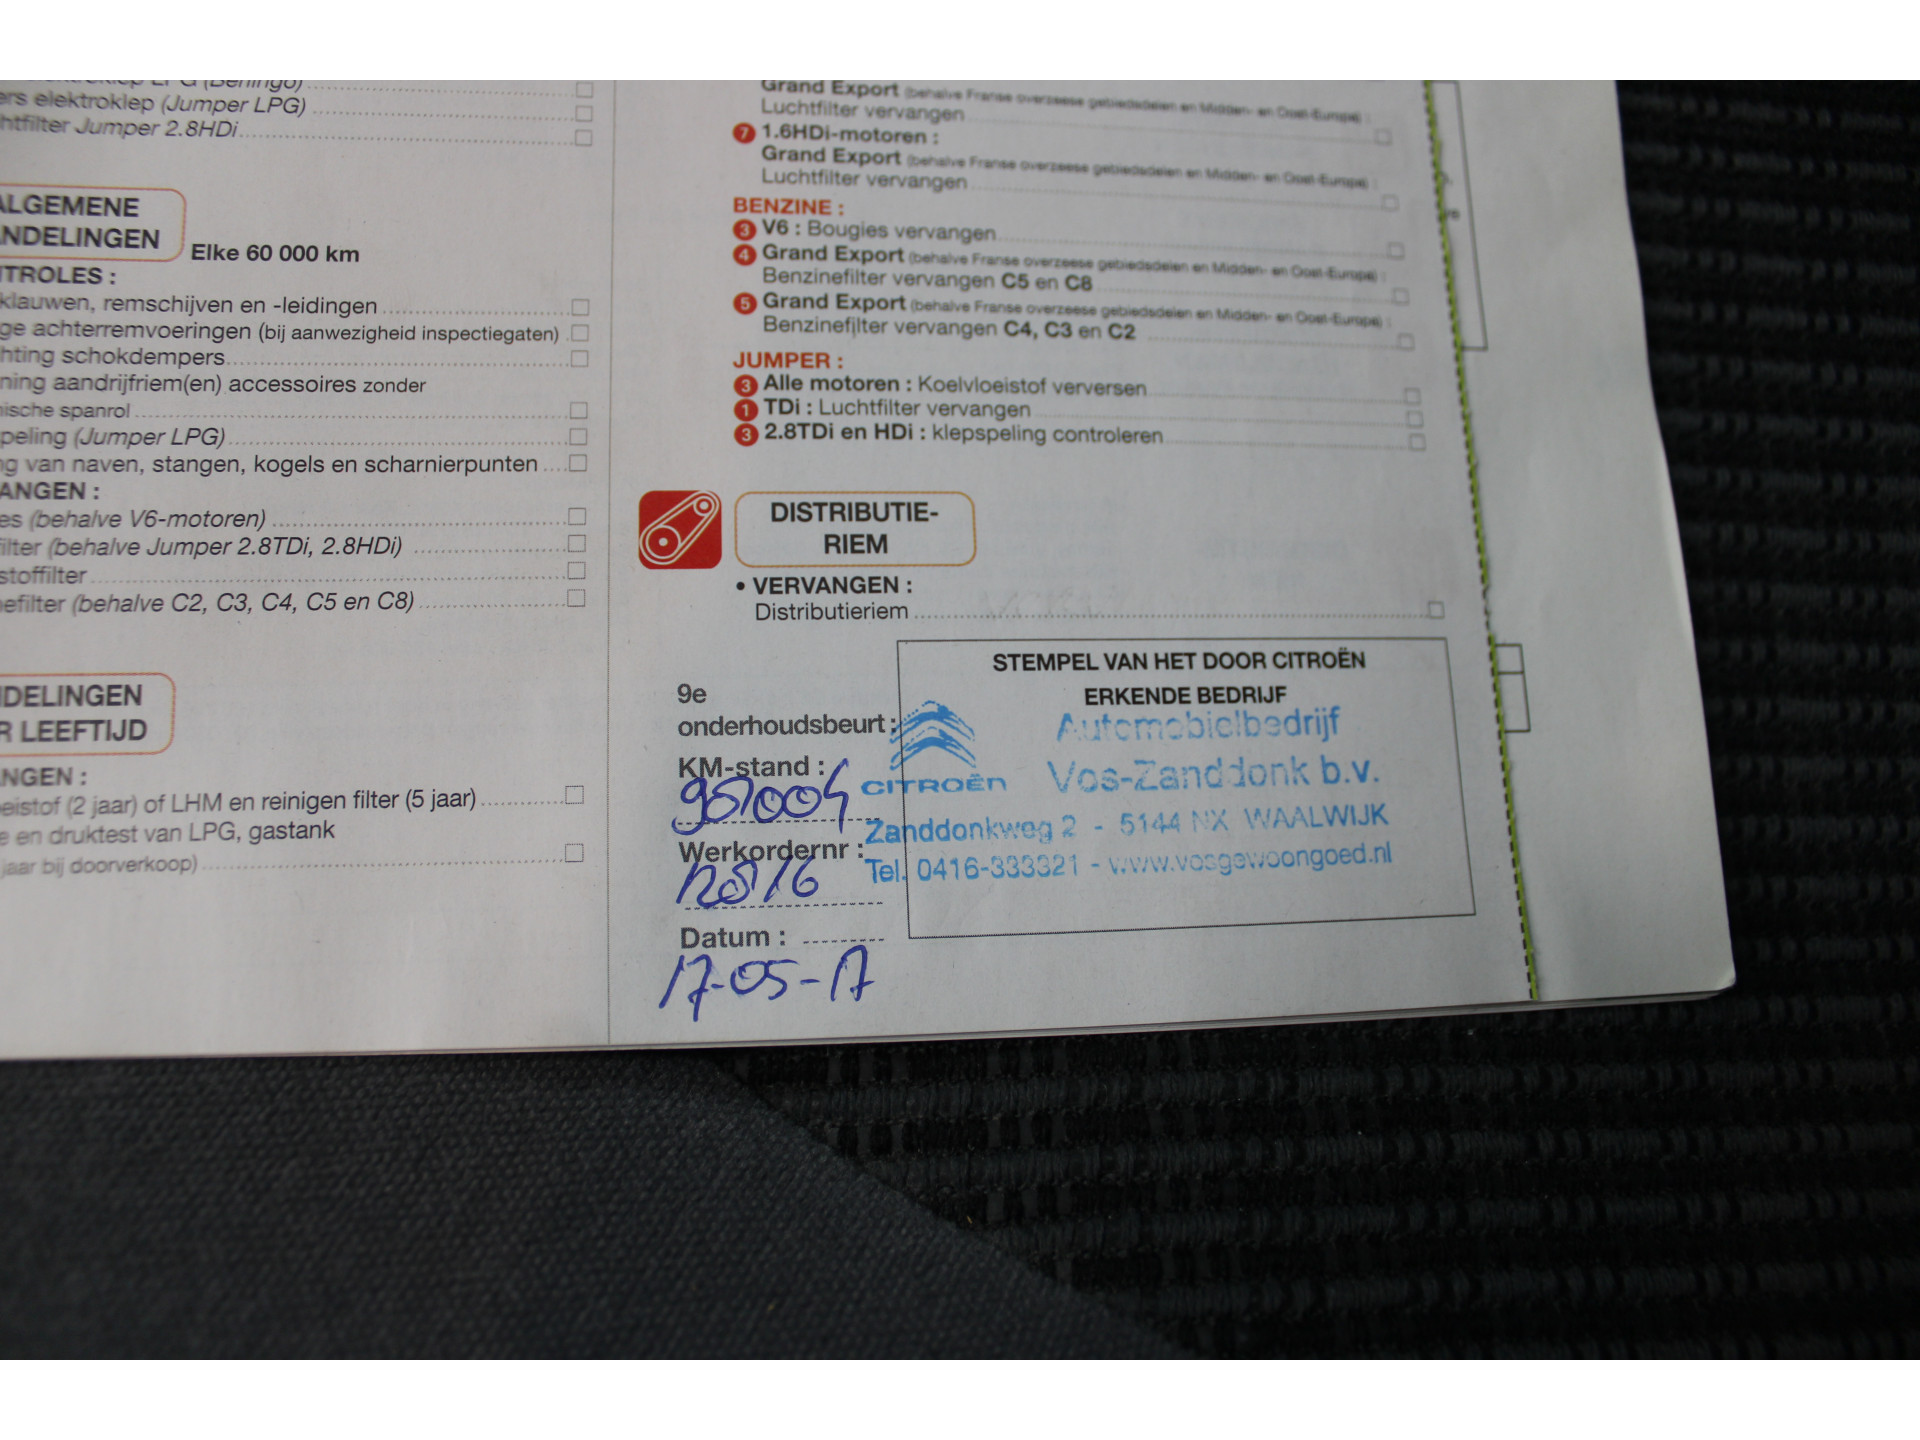 elektroklep LPG (Berlingo)
ers elektroklep (Jumper LPG)
htfilter Jumper 2.8HDi
ALGEMENE
NDELINGEN
Elke 60 000 km
TROLES :
klauwen, remschijven en -leidingen
ge achterremvoeringen (bij aanwezigheid inspectiegaten)
hting schokdempers
ning aandrijfriem(en) accessoires zonder
nische spanrol
peling (Jumper LPG)
ng van naven, stangen, kogels en scharnierpunten
ANGEN :
es (behalve V6-motoren)
filter (behalve Jumper 2.8TDi, 2.8HDi)
stoffilter
nefilter (behalve C2, C3, C4, C5 en C8)
DELINGEN
R LEEFTIJD
NGEN :
eistof (2 jaar) of LHM en reinigen filter (5 jaar)
e en druktest van LPG, gastank
jaar bij doorverkoop)
Grand Export (behalve Franse overzeese gebiedsdelen en Midden- en Oost-Europa) :
Luchtfilter vervangen
7 1.6HDi-motoren :
Grand Export (behalve Franse overzeese gebiedsdelen en Midden- en Oost-Europa) :
Luchtfilter vervangen
BENZINE :
3 V6 : Bougies vervangen
4 Grand Export (behalve Franse overzeese gebiedsdelen en Midden- en Oost-Europa) :
Benzinefilter vervangen C5 en C8
5 Grand Export (behalve Franse overzeese gebiedsdelen en Midden- en Oost-Europa) :
Benzinefilter vervangen C4, C3 en C2
JUMPER :
3 Alle motoren : Koelvloeistof verversen
1 TDi : Luchtfilter vervangen
3 2.8TDi en HDi : klepspeling controleren
DISTRIBUTIE-
RIEM
• VERVANGEN :
Distributieriem
9e
onderhoudsbeurt :
KM-stand :
Werkordernr :
Datum :
17-05-17
STEMPEL VAN HET DOOR CITROËN
ERKENDE BEDRIJF
CITROËN
Automobielbedrijf
Vos-Zanddonk b.v.
Zanddonkweg 2 - 5144 NX WAALWIJK
Tel. 0416-333321 - www.vosgewoongoed.nl